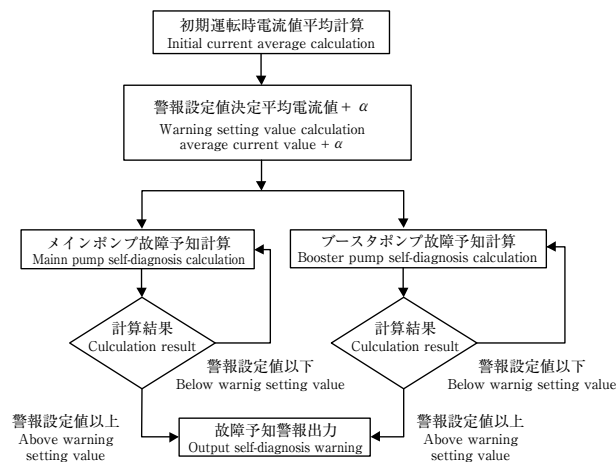 初期運転時電流値平均計算
Initial current average calculation
警報設定値決定平均電流値+ α
Warning setting value calculation
average current value + α
メインポンプ故障予知計算
Mainn pump self-diagnosis calculation
ブースタポンプ故障予知計算
Booster pump self-diagnosis calculation
計算結果
Culculation result
計算結果
Culculation result
警報設定値以下
Below warnig setting value
警報設定値以下
Below warnig setting value
警報設定値以上
Above warning
setting value
故障予知警報出力
Output self-diagnosis warning
警報設定値以上
Above warning
setting value